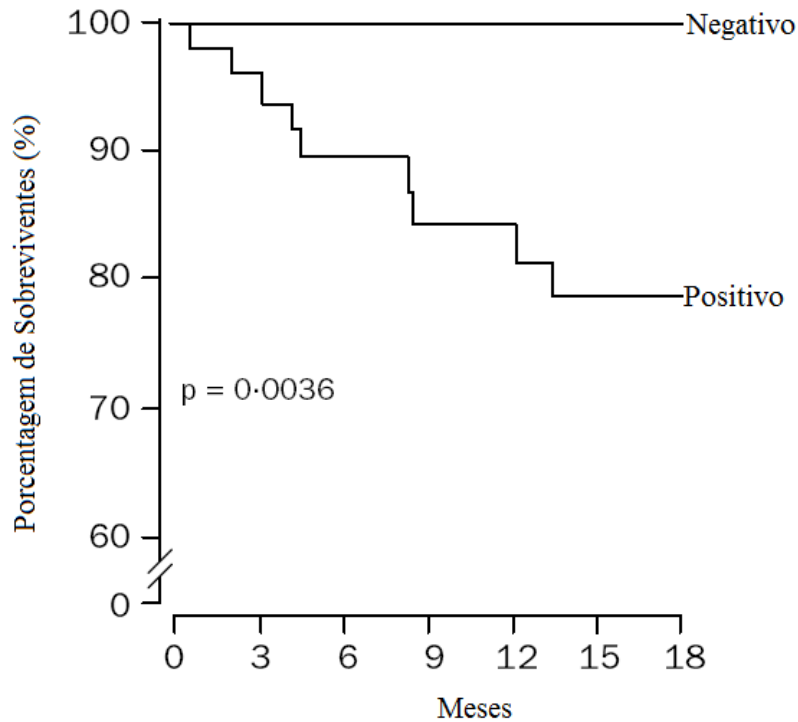 Porcentagem de Sobreviventes (%)
100
90
80
70
60
0
Negativo
Positivo
p = 0·0036
0 3 6 9 12 15 18
Meses